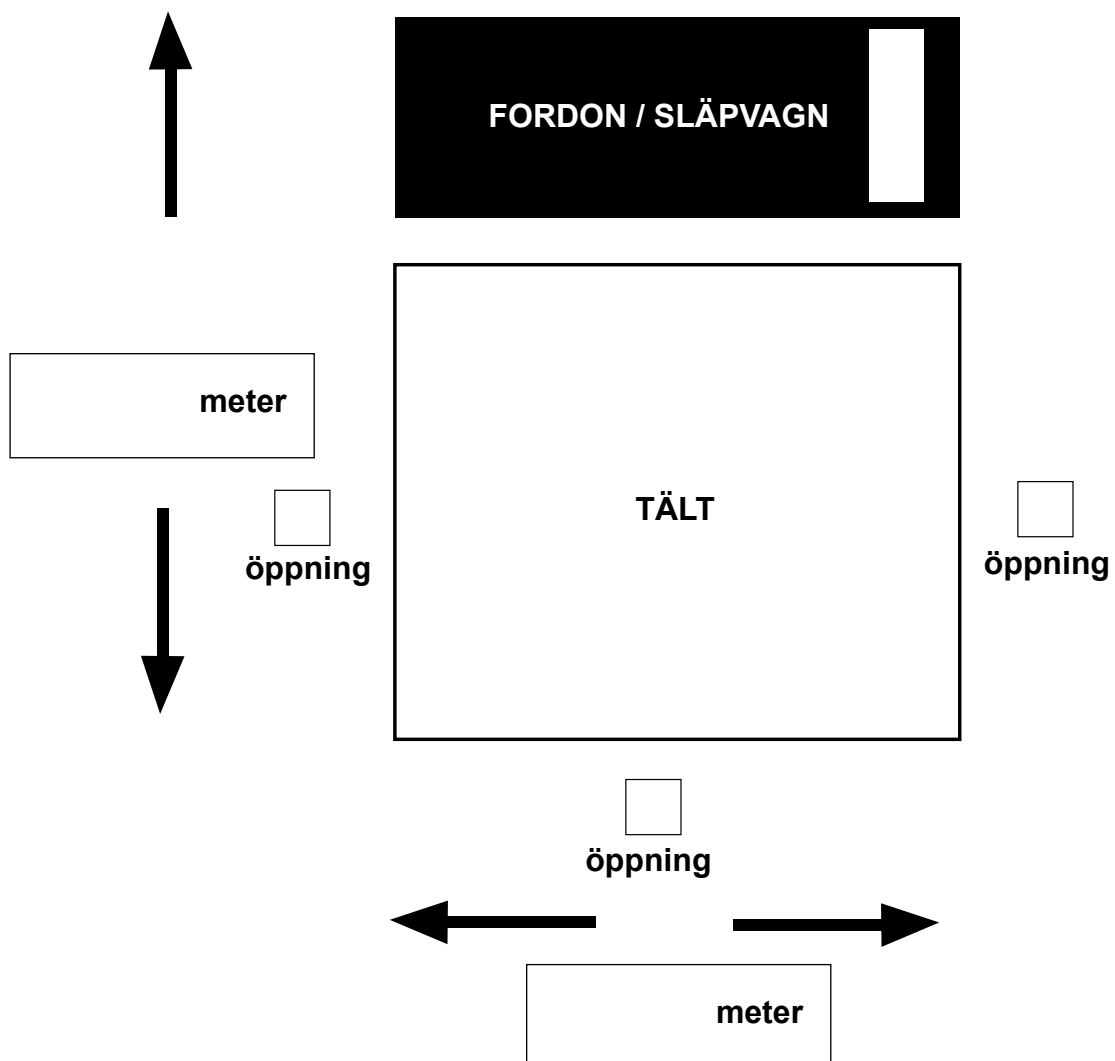 FORDON / SLÄPVAGN
meter
TÄLT
öppning
öppning
öppning
meter